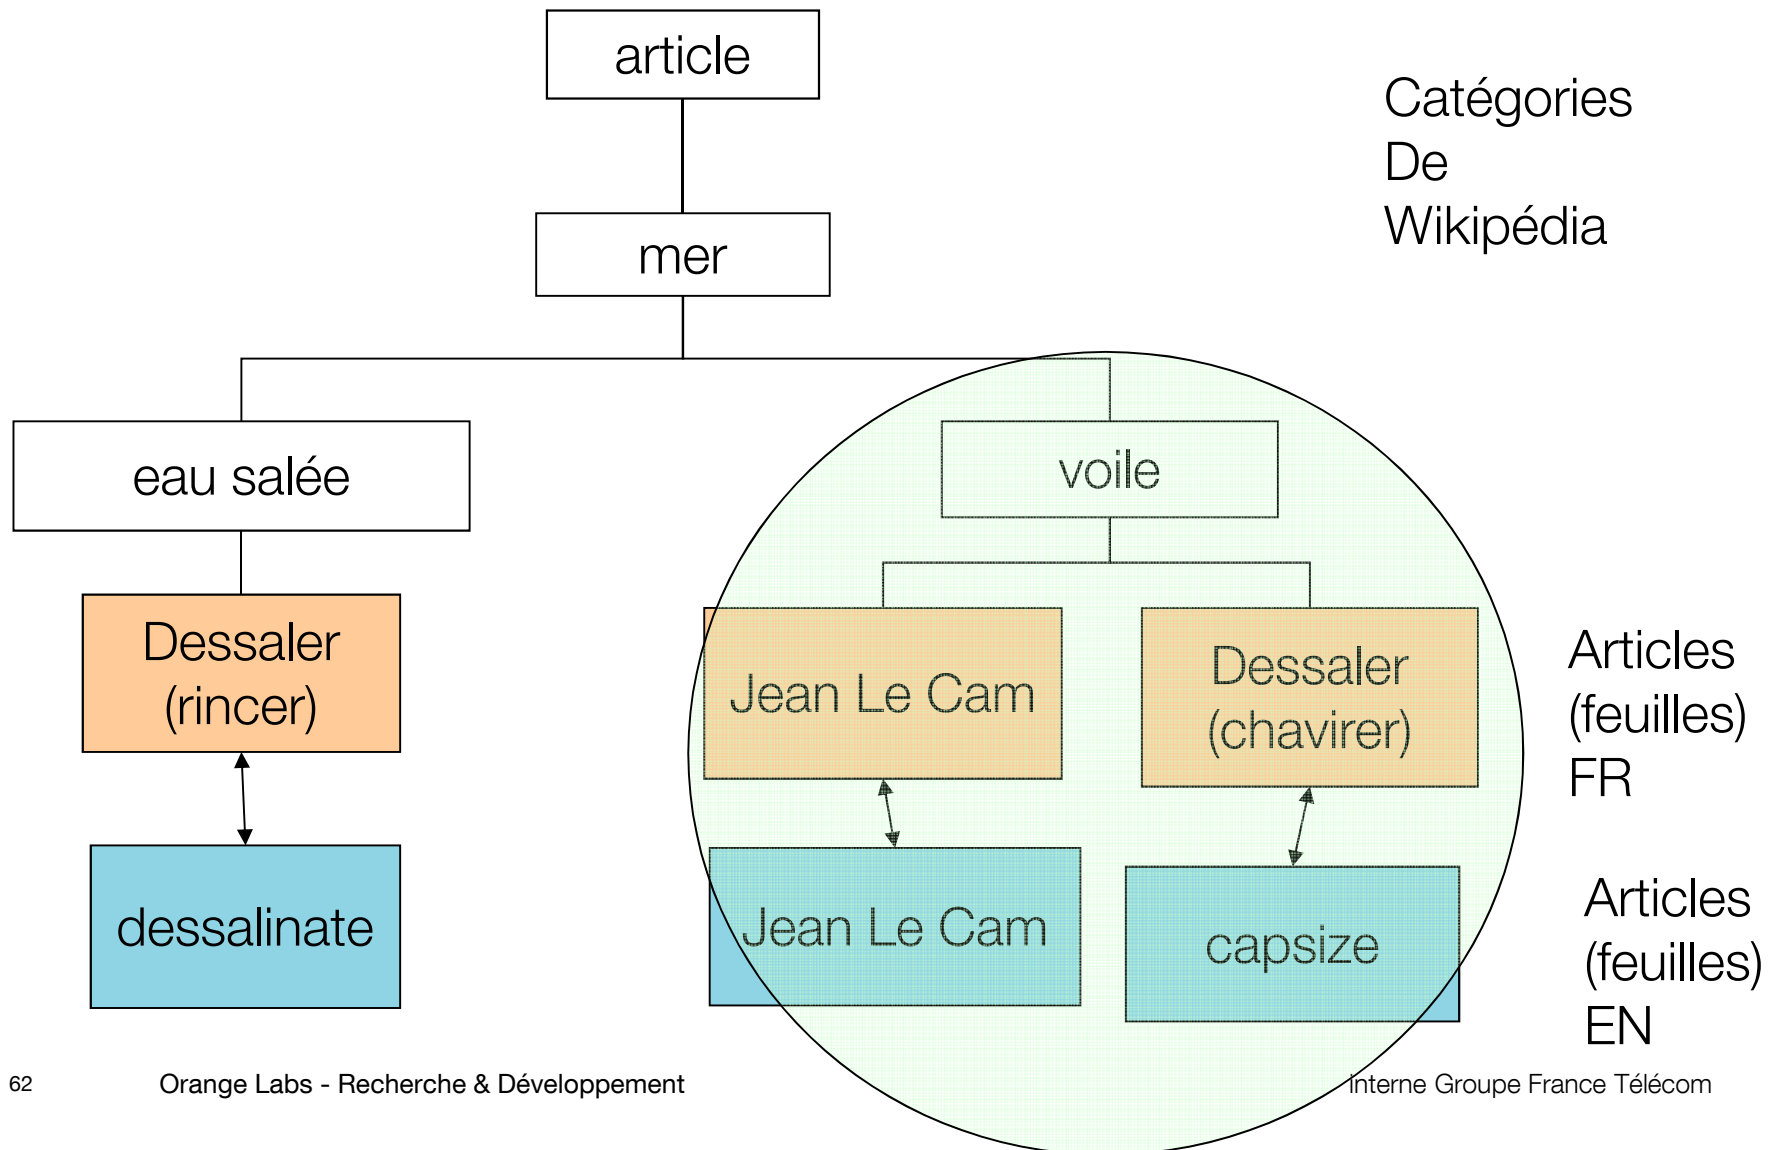 article
Catégories
De
Wikipédia
mer
eau salée
voile
Dessaler
(rincer)
Jean Le Cam
Dessaler
(chavirer)
Articles
(feuilles)
FR
dessalinate
Jean Le Cam
capsize
Articles
(feuilles)
EN
62
Orange Labs - Recherche & Développement
interne Groupe France Télécom